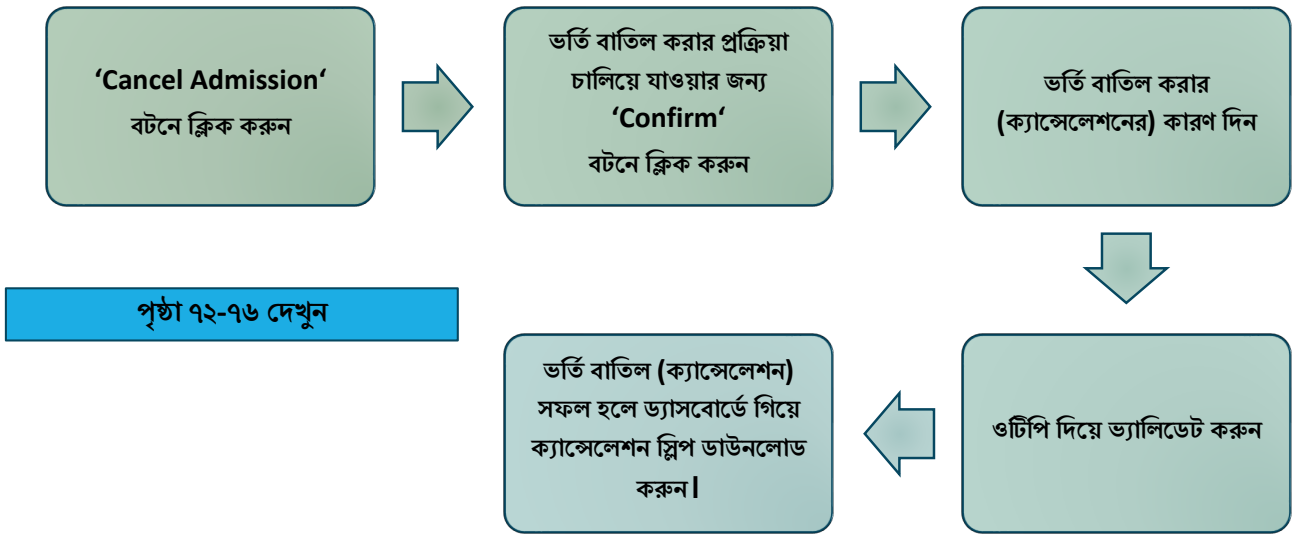 ‘Cancel Admission‘
বটনে ক্লিক করুন
ভর্তি বাতিল করার প্রক্রিয়া
চালিয়ে যাওয়ার জন্য
‘Confirm‘
বটনে ক্লিক করুন
ভর্তি বাতিল করার
(ক্যান্সেলেশনের) কারণ দিন
ওটিপি দিয়ে ভ্যালিডেট করুন
ভর্তি বাতিল (ক্যান্সেলেশন)
সফল হলে ড্যাসবোর্ডে গিয়ে
ক্যান্সেলেশন স্লিপ ডাউনলোড
করুন।
পৃষ্ঠা ৭২-৭৬ দেখুন